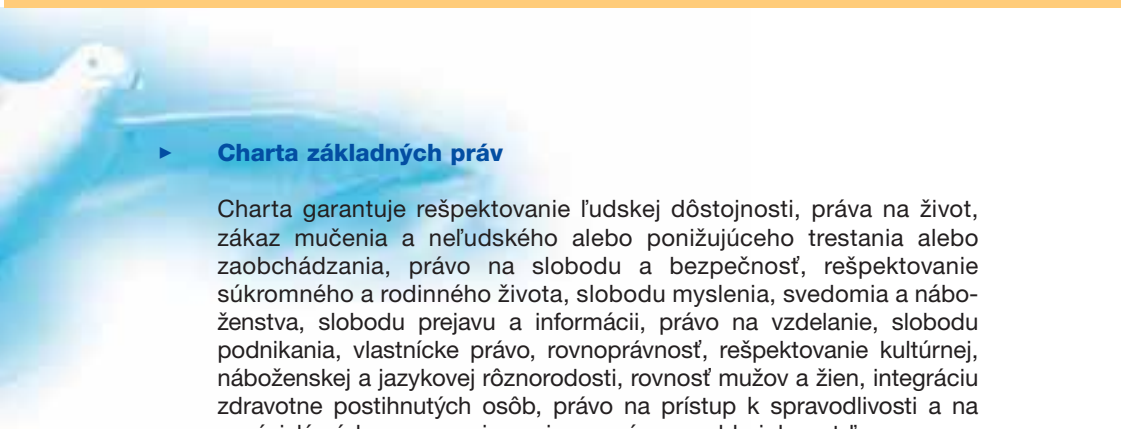 ► Charta základných práv
Charta garantuje rešpektovanie ľudskej dôstojnosti, práva na život,
zákaz mučenia a neľudského alebo ponižujúceho trestania alebo
zaobchádzania, právo na slobodu a bezpečnosť, rešpektovanie
súkromného a rodinného života, slobodu myslenia, svedomia a nábo-
ženstva, slobodu prejavu a informácii, právo na vzdelanie, slobodu
podnikania, vlastnícke právo, rovnoprávnosť, rešpektovanie kultúrnej,
náboženskej a jazykovej rôznorodosti, rovnosť mužov a žien, integráciu
zdravotne postihnutých osôb, právo na prístup k spravodlivosti a na